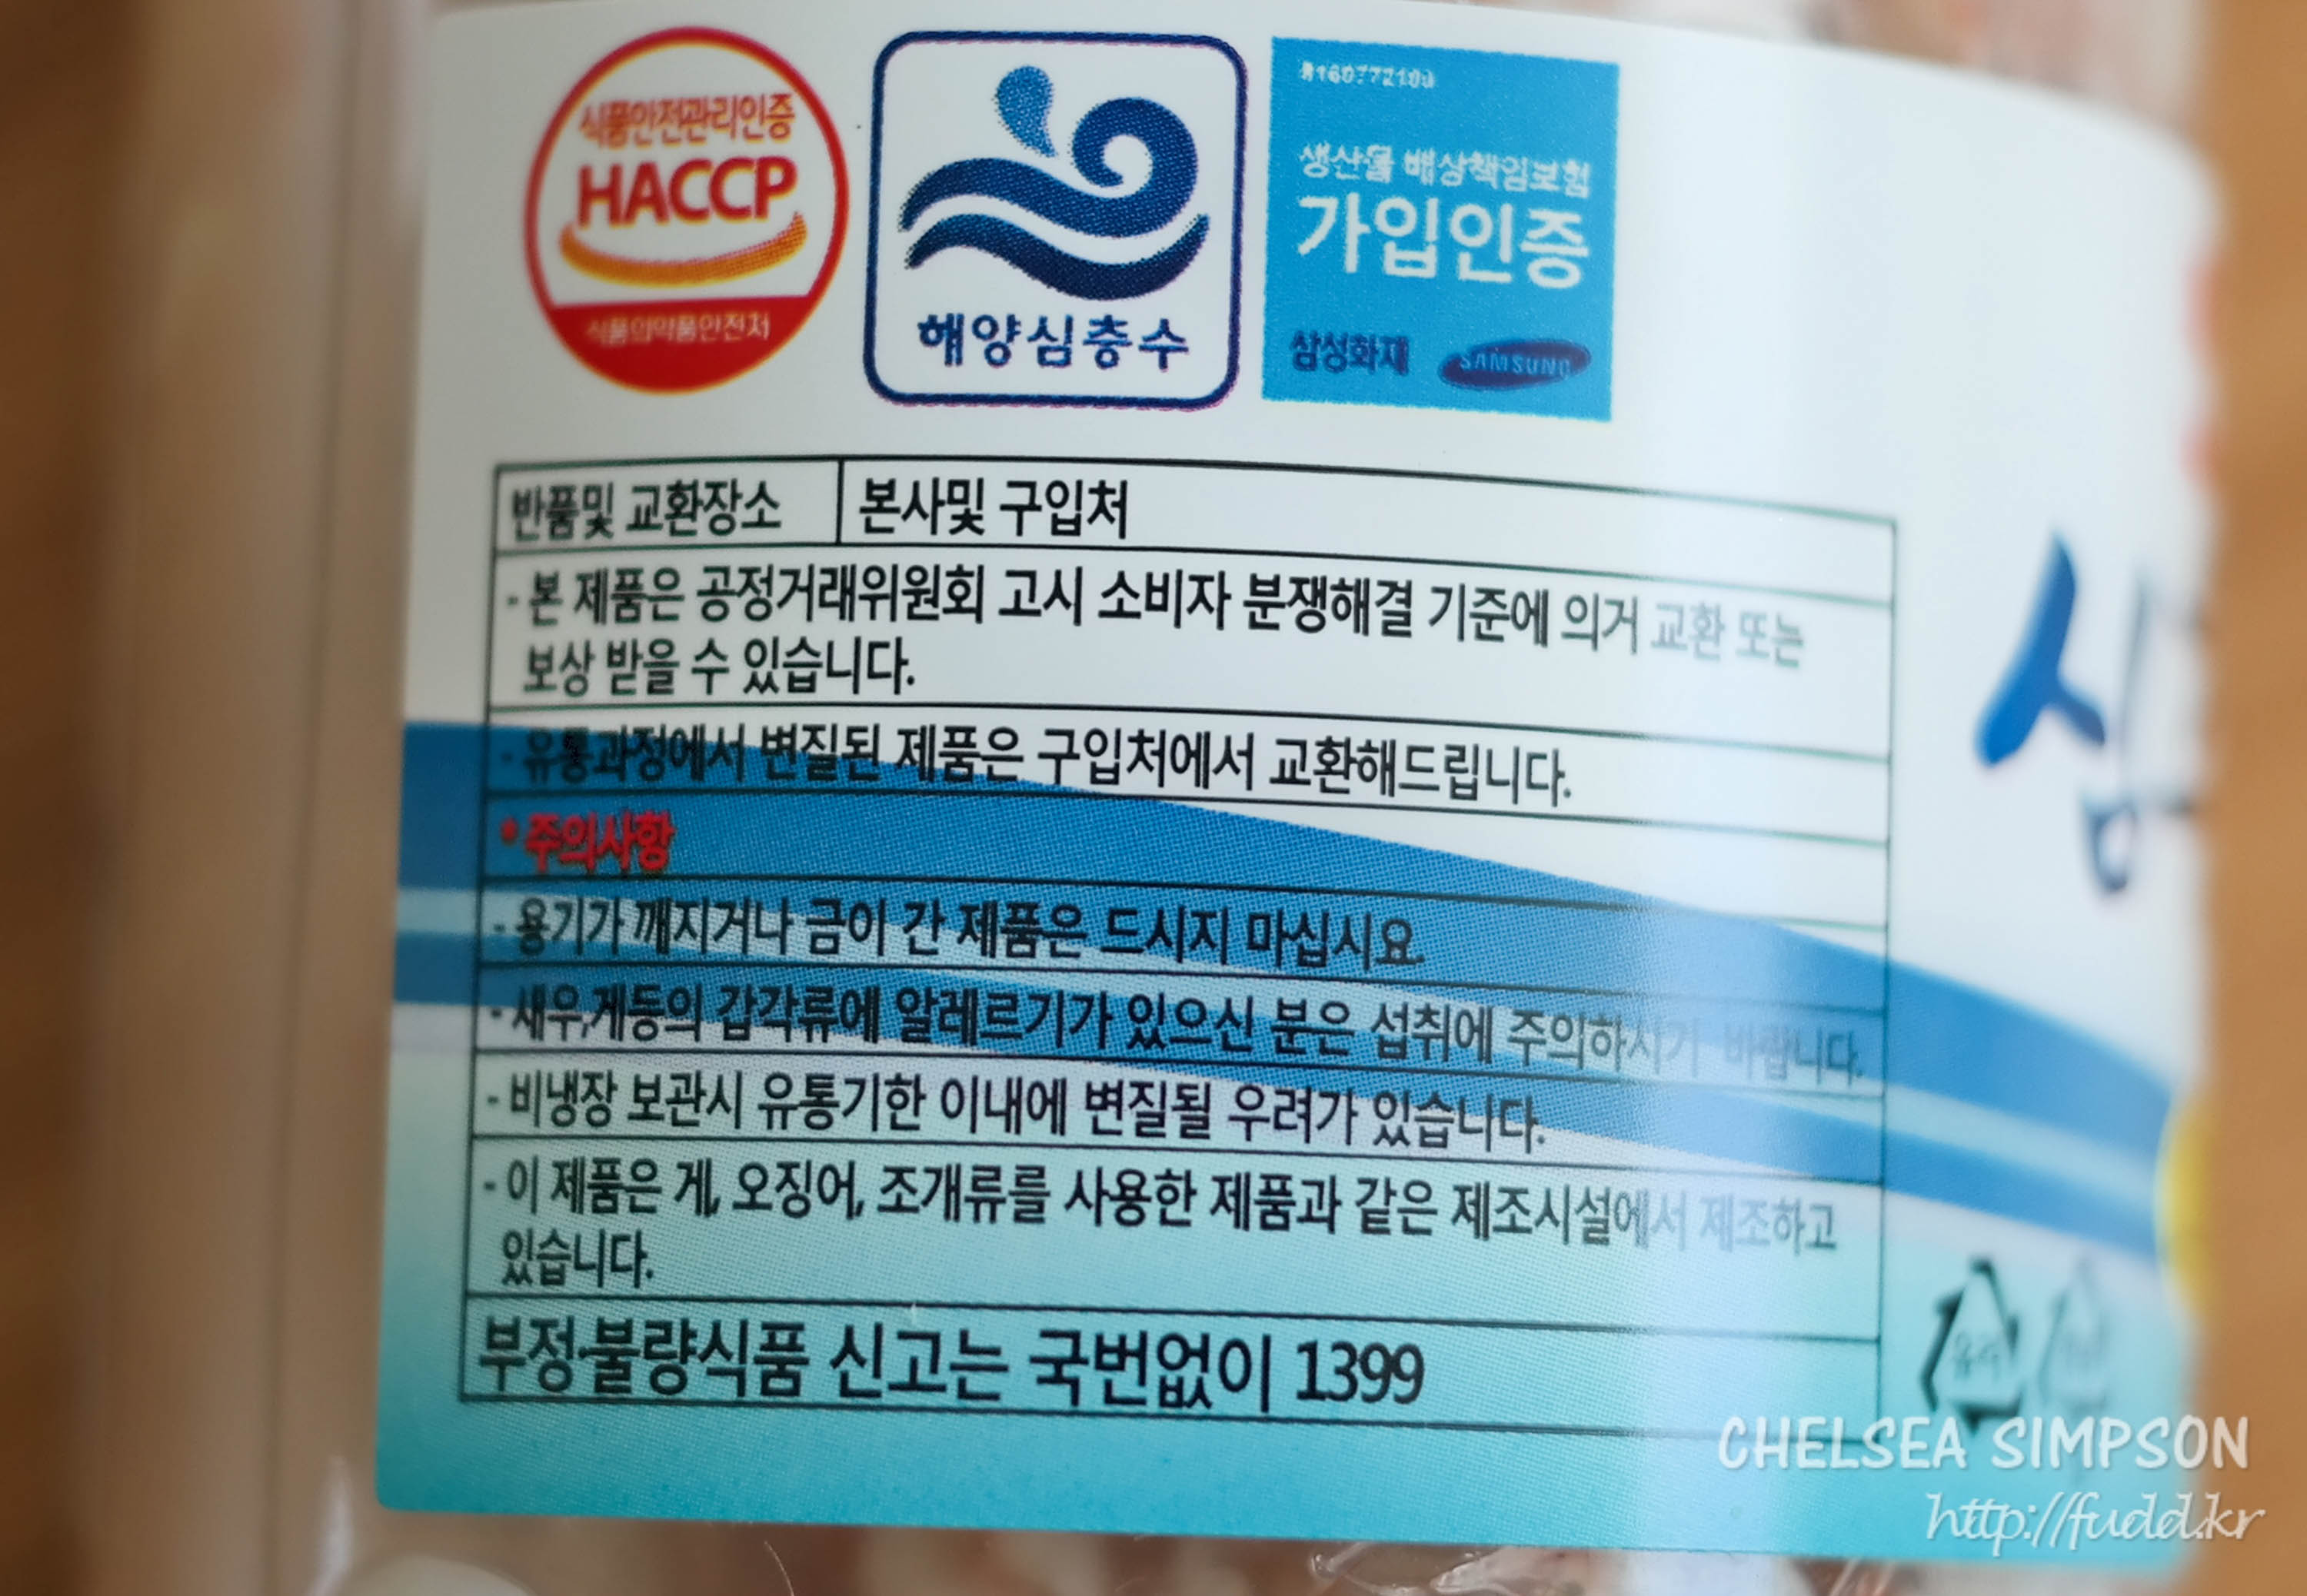 식품안전관리인증
HACCP
식품의약품안전처
해양심층수
생산물 배상책임보험
가입인증
삼성화재 SAMSUNG
반품및 교환장소 본사및 구입처
- 본 제품은 공정거래위원회 고시 소비자 분쟁해결 기준에 의거 교환 또는
보상 받을 수 있습니다.
- 유통과정에서 변질된 제품은 구입처에서 교환해드립니다.
* 주의사항
- 용기가 깨지거나 금이 간 제품은 드시지 마십시요.
- 새우,게등의 갑각류에 알레르기가 있으신 분은 섭취에 주의하시기 바랍니다.
- 비냉장 보관시 유통기한 이내에 변질될 우려가 있습니다.
- 이 제품은 게, 오징어, 조개류를 사용한 제품과 같은 제조시설에서 제조하고
있습니다.
부정·불량식품 신고는 국번없이 1399
심
CHELSEA SIMPSON
http://fudd.kr